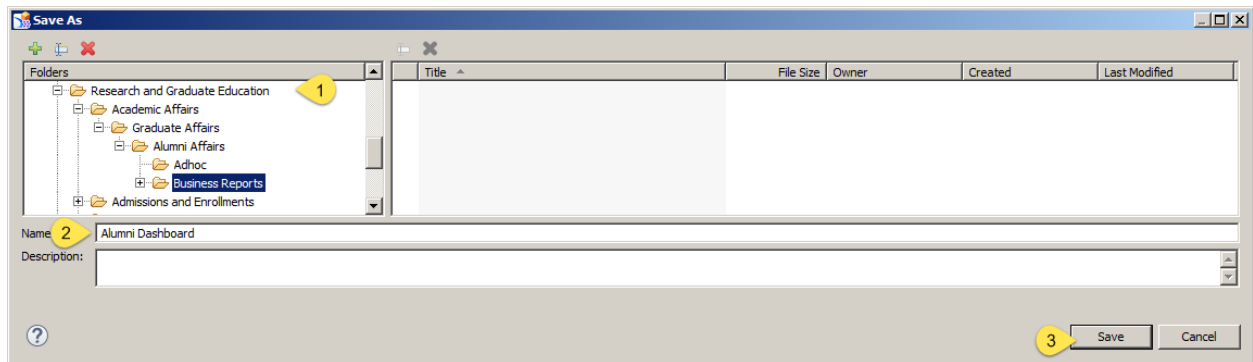 Save As
Folders
Title
File Size
Owner
Created
Last Modified
Research and Graduate Education
1
Academic Affairs
Graduate Affairs
Alumni Affairs
Adhoc
Business Reports
Admissions and Enrollments
Name
2
Alumni Dashboard
Description:
?
3
Save
Cancel